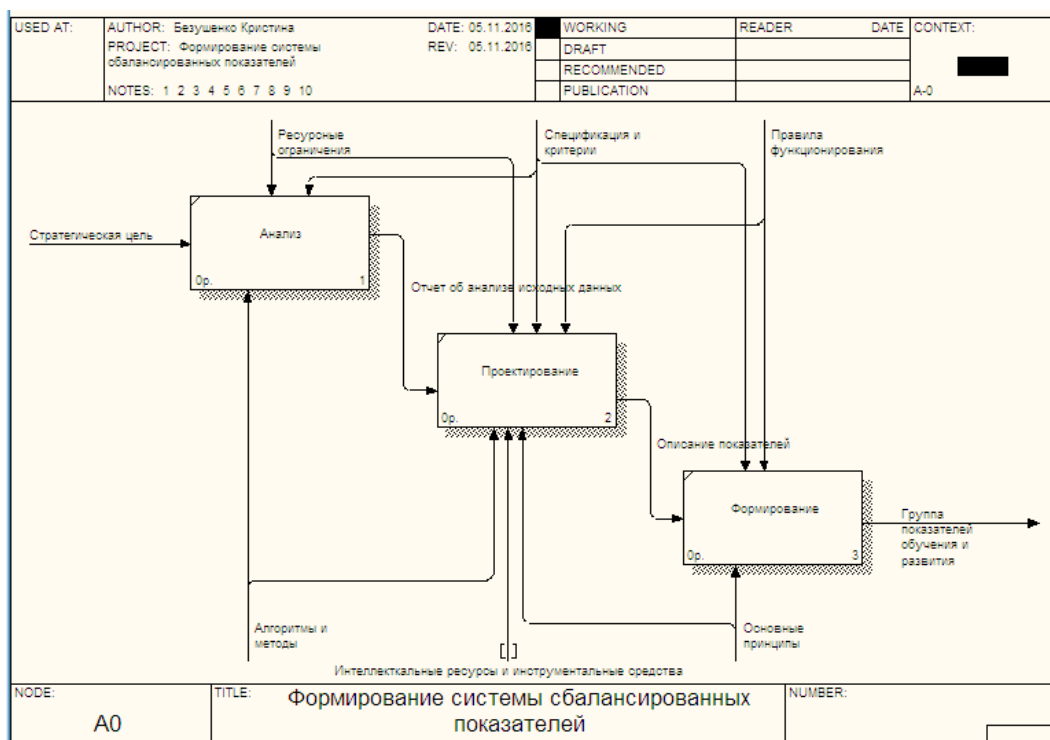 USED AT:
AUTHOR: Безушенко Кристина
DATE: 05.11.2016
PROJECT: Формирование системы
сбалансированных показателей
REV: 05.11.2016
NOTES: 1 2 3 4 5 6 7 8 9 10
WORKING
DRAFT
RECOMMENDED
PUBLICATION
READER
DATE
CONTEXT:
A-0
Ресурсные
ограничения
Спецификация и
критерии
Правила
функционирования
Стратегическая цель
Анализ
0р.
1
Отчет об анализе исходных данных
Проектирование
0р.
2
Описание показателей
Формирование
0р.
3
Группа
показателей
обучения и
развития
Алгоритмы и
методы
Основные
принципы
Интеллекткальные ресурсы и инструментальные средства
NODE:
A0
TITLE:
Формирование системы сбалансированных
показателей
NUMBER: